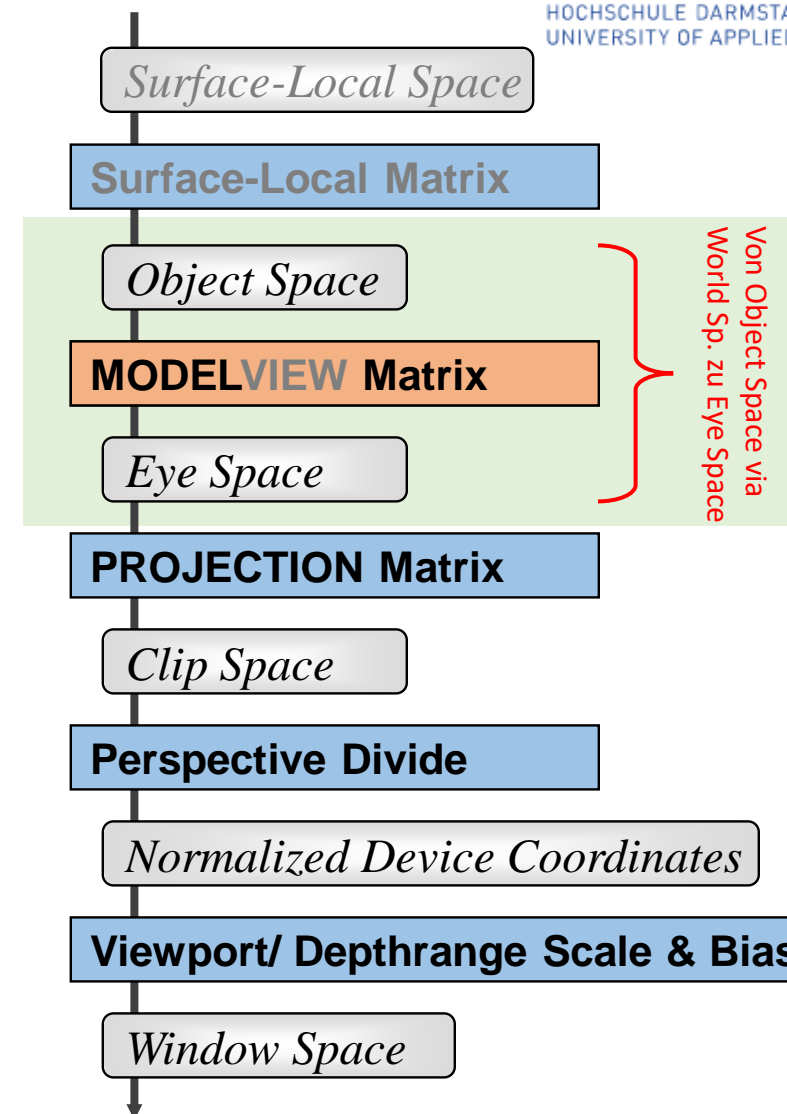 HOCHSCHULE DARMSTA
UNIVERSITY OF APPLIE
Surface-Local Space
Surface-Local Matrix
Object Space
MODELVIEW Matrix
Eye Space
Von Object Space via
World Sp. zu Eye Space
PROJECTION Matrix
Clip Space
Perspective Divide
Normalized Device Coordinates
Viewport/ Depthrange Scale & Bias
Window Space